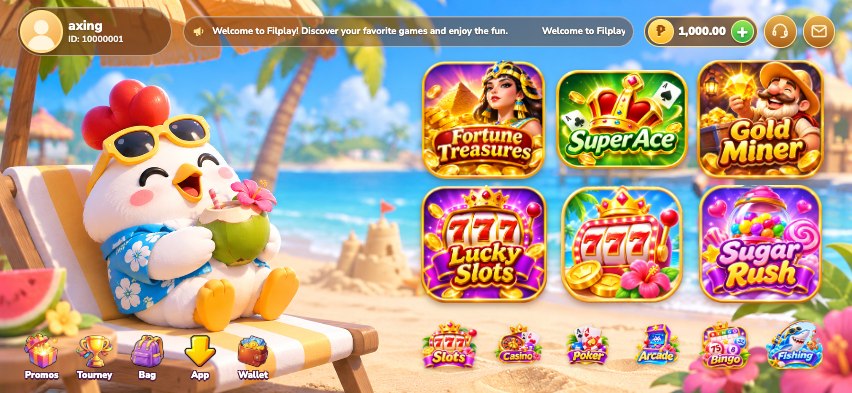 axing
ID: 10000001
Welcome to Filplay! Discover your favorite games and enjoy the fun.
Welcome to Filplay
1,000.00
Fortune
Treasures
Super Ace
Gold
Miner
777
Lucky
Slots
777
Sugar
Rush
Promos
Tourney
Bag
App
Wallet
777
Slots
Casino
Poker
Arcade
Bingo
Fishing